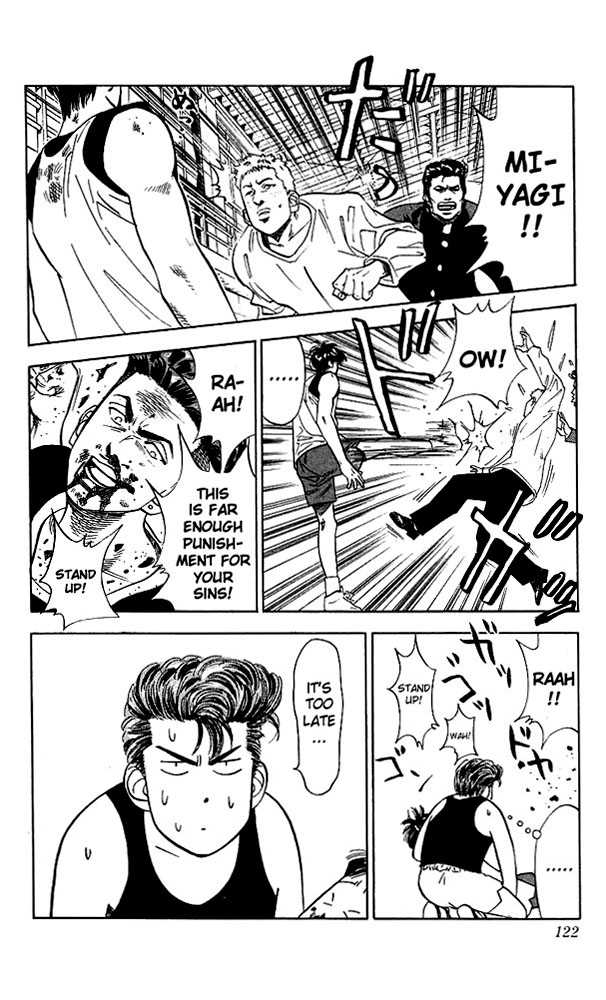 MI-
YAGI
!!
OW!
.....
RA-
AH!
THIS
IS FAR
ENOUGH
PUNISH-
MENT FOR
YOUR
SINS!
STAND
UP!
RAAH
!!
STAND
UP!
WAH!
.....
IT'S
TOO
LATE
...
122